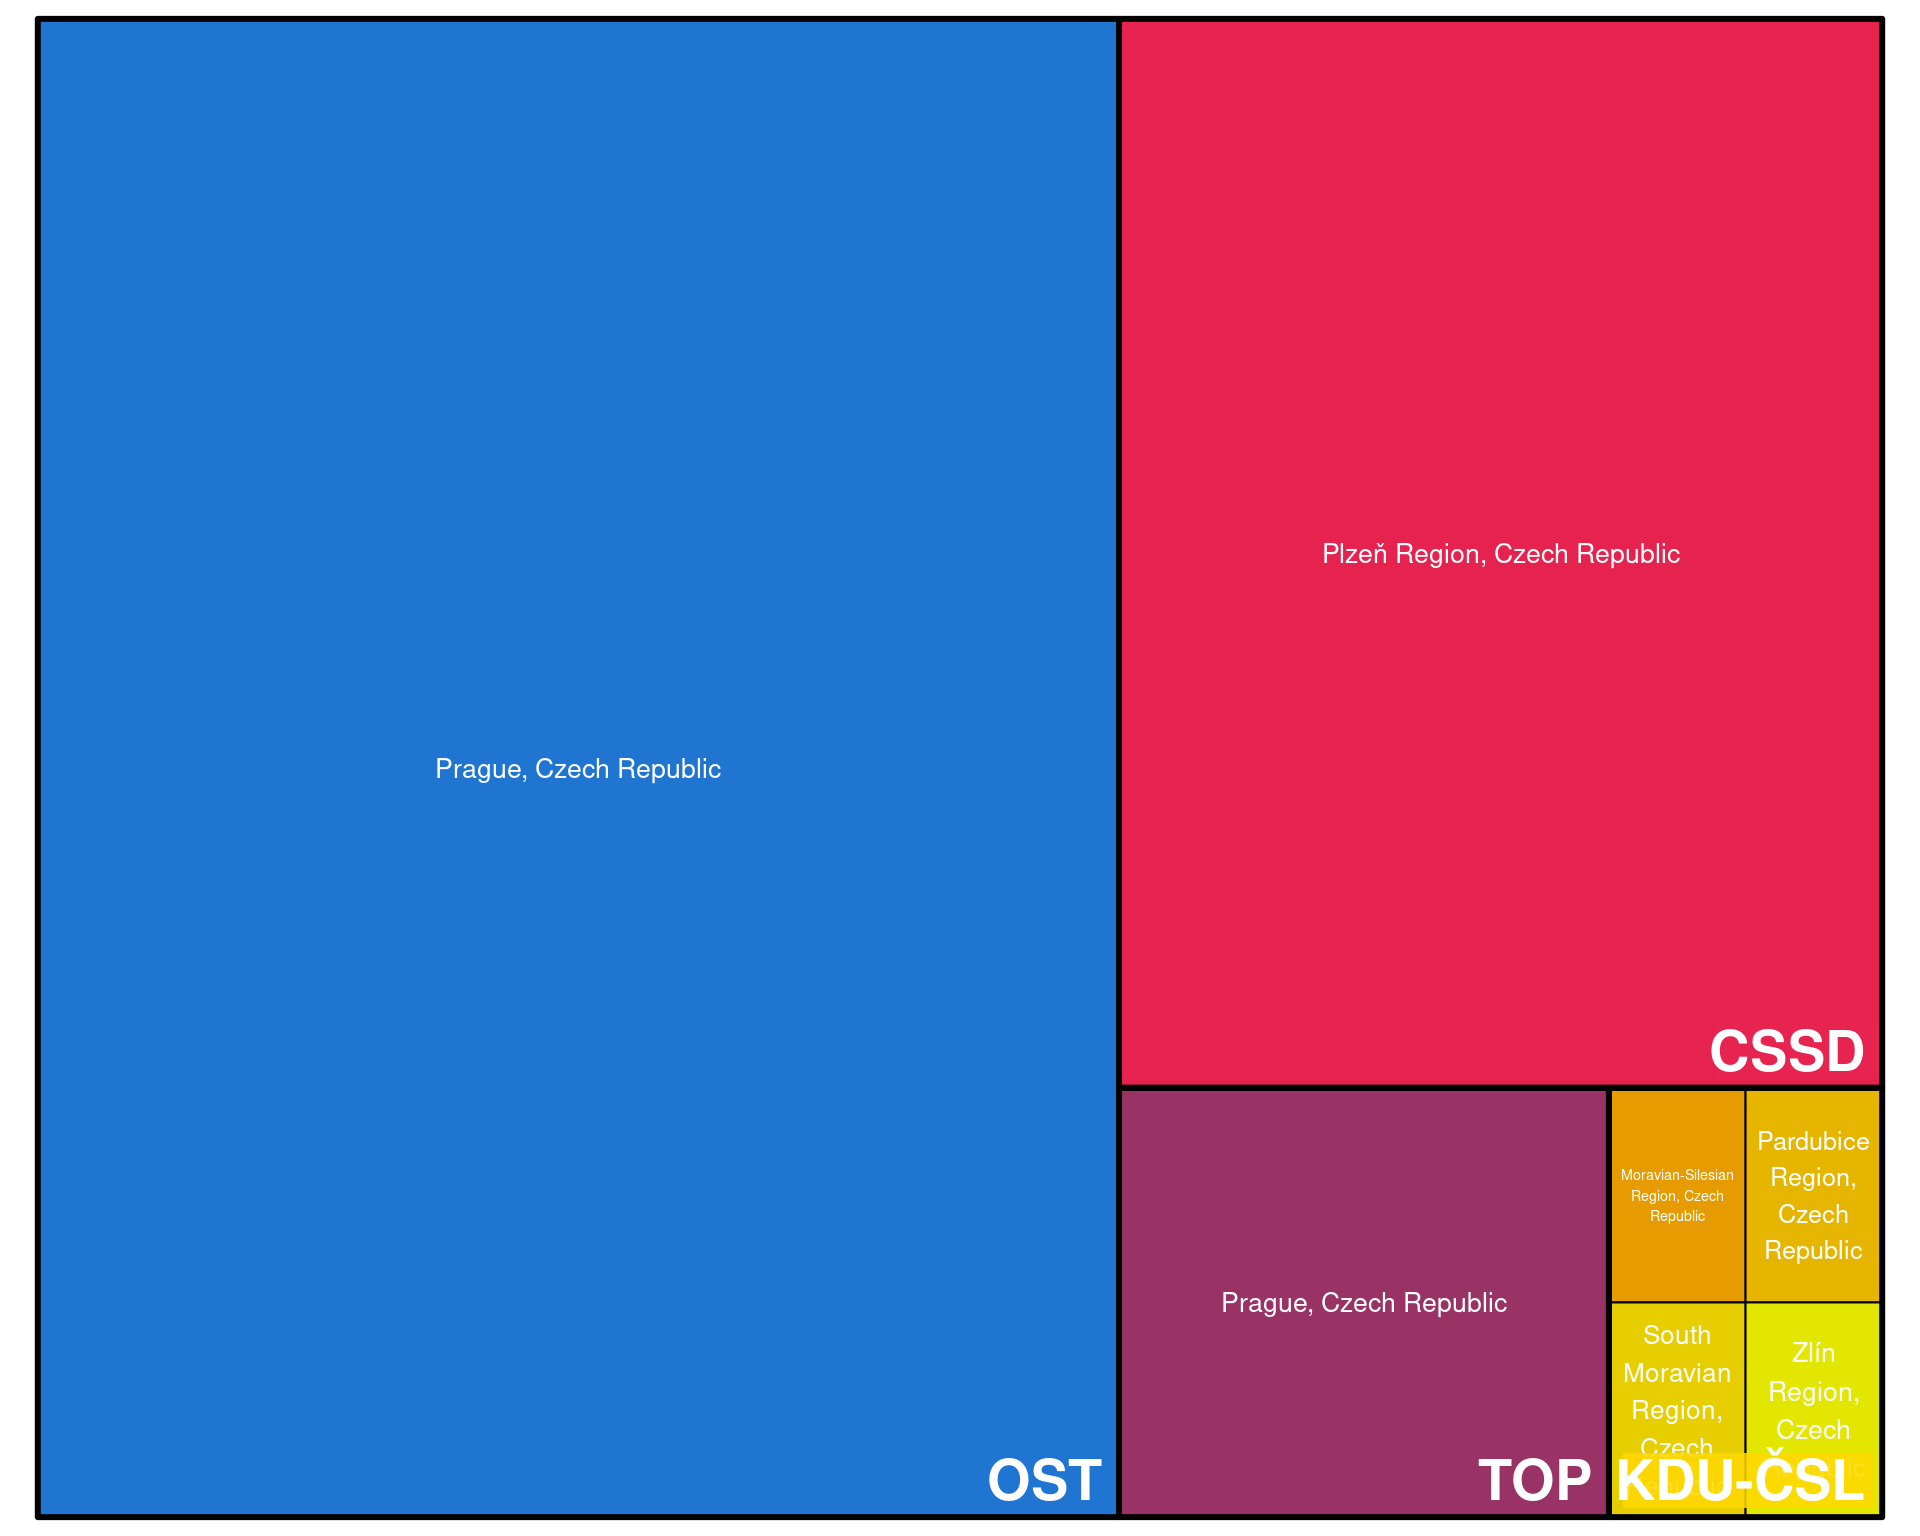 Prague, Czech Republic
OST
Plzeň Region, Czech Republic
CSSD
Prague, Czech Republic
TOP
Moravian-Silesian
Region, Czech
Republic
Pardubice
Region,
Czech
Republic
South
Moravian
Region,
Czech
Zlín
Region,
Czech
KDU-ČSL